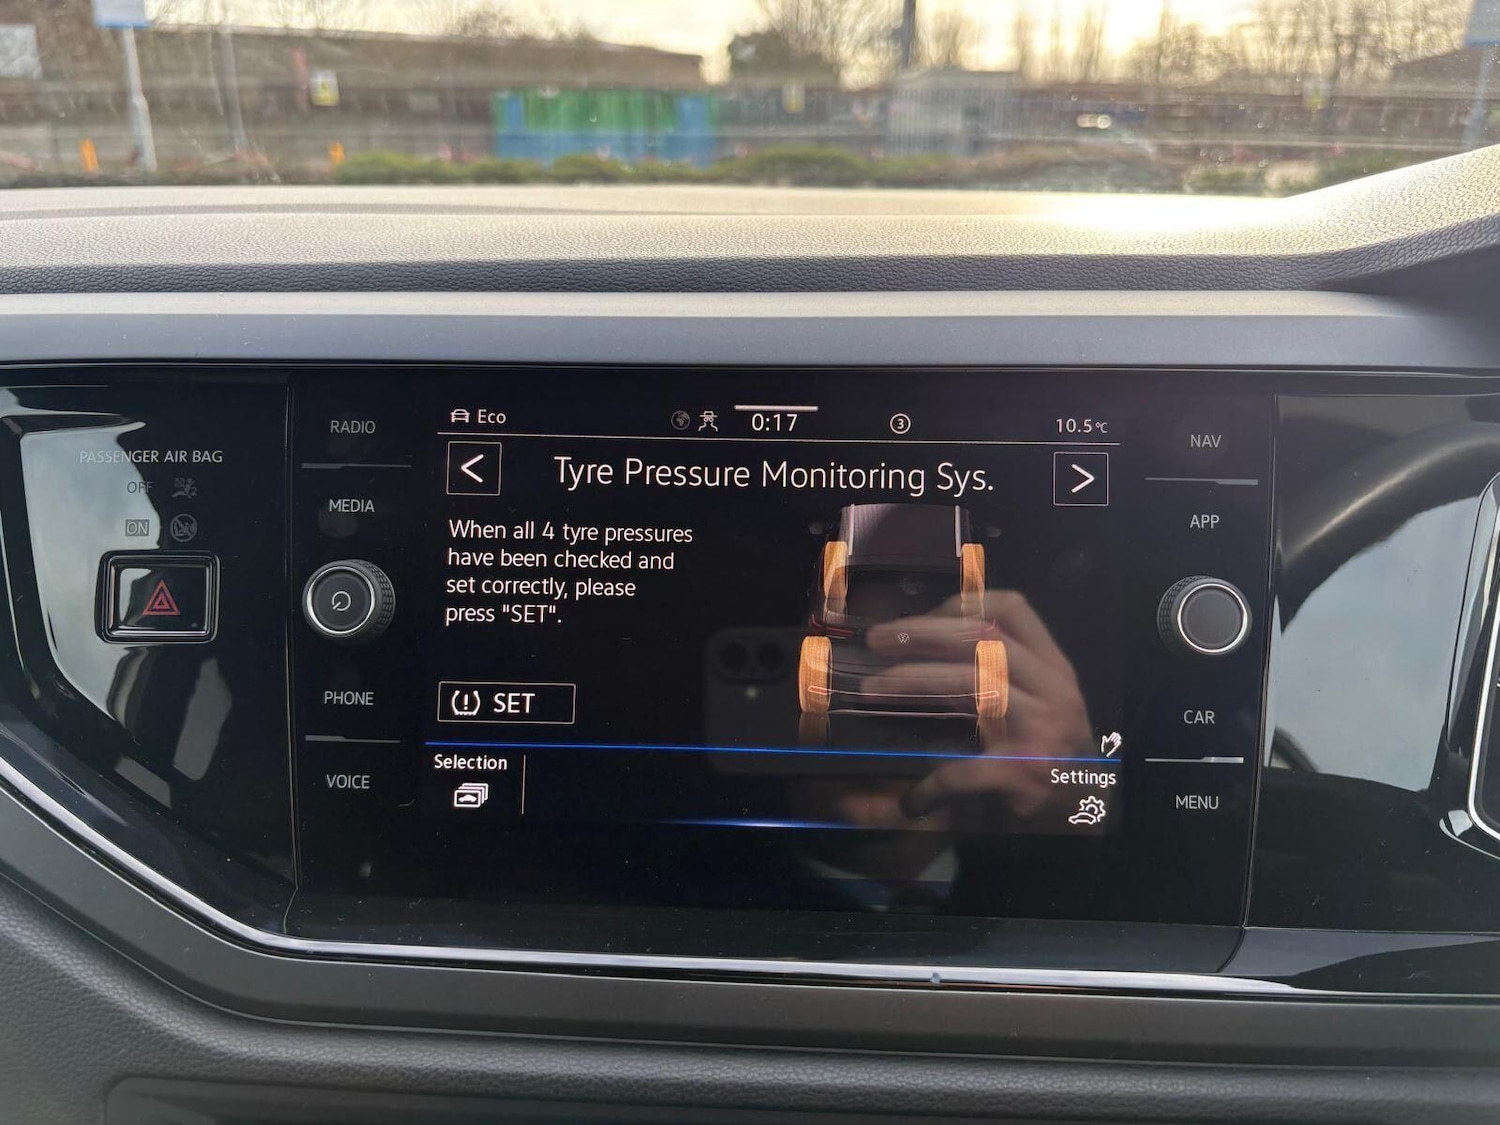 PASSENGER AIR BAG
OFF
ON
RADIO
MEDIA
PHONE
VOICE
Eco
0:17
3
10.5°C
<
Tyre Pressure Monitoring Sys.
>
When all 4 tyre pressures
have been checked and
set correctly, please
press "SET".
(!) SET
Selection
Settings
NAV
APP
CAR
MENU